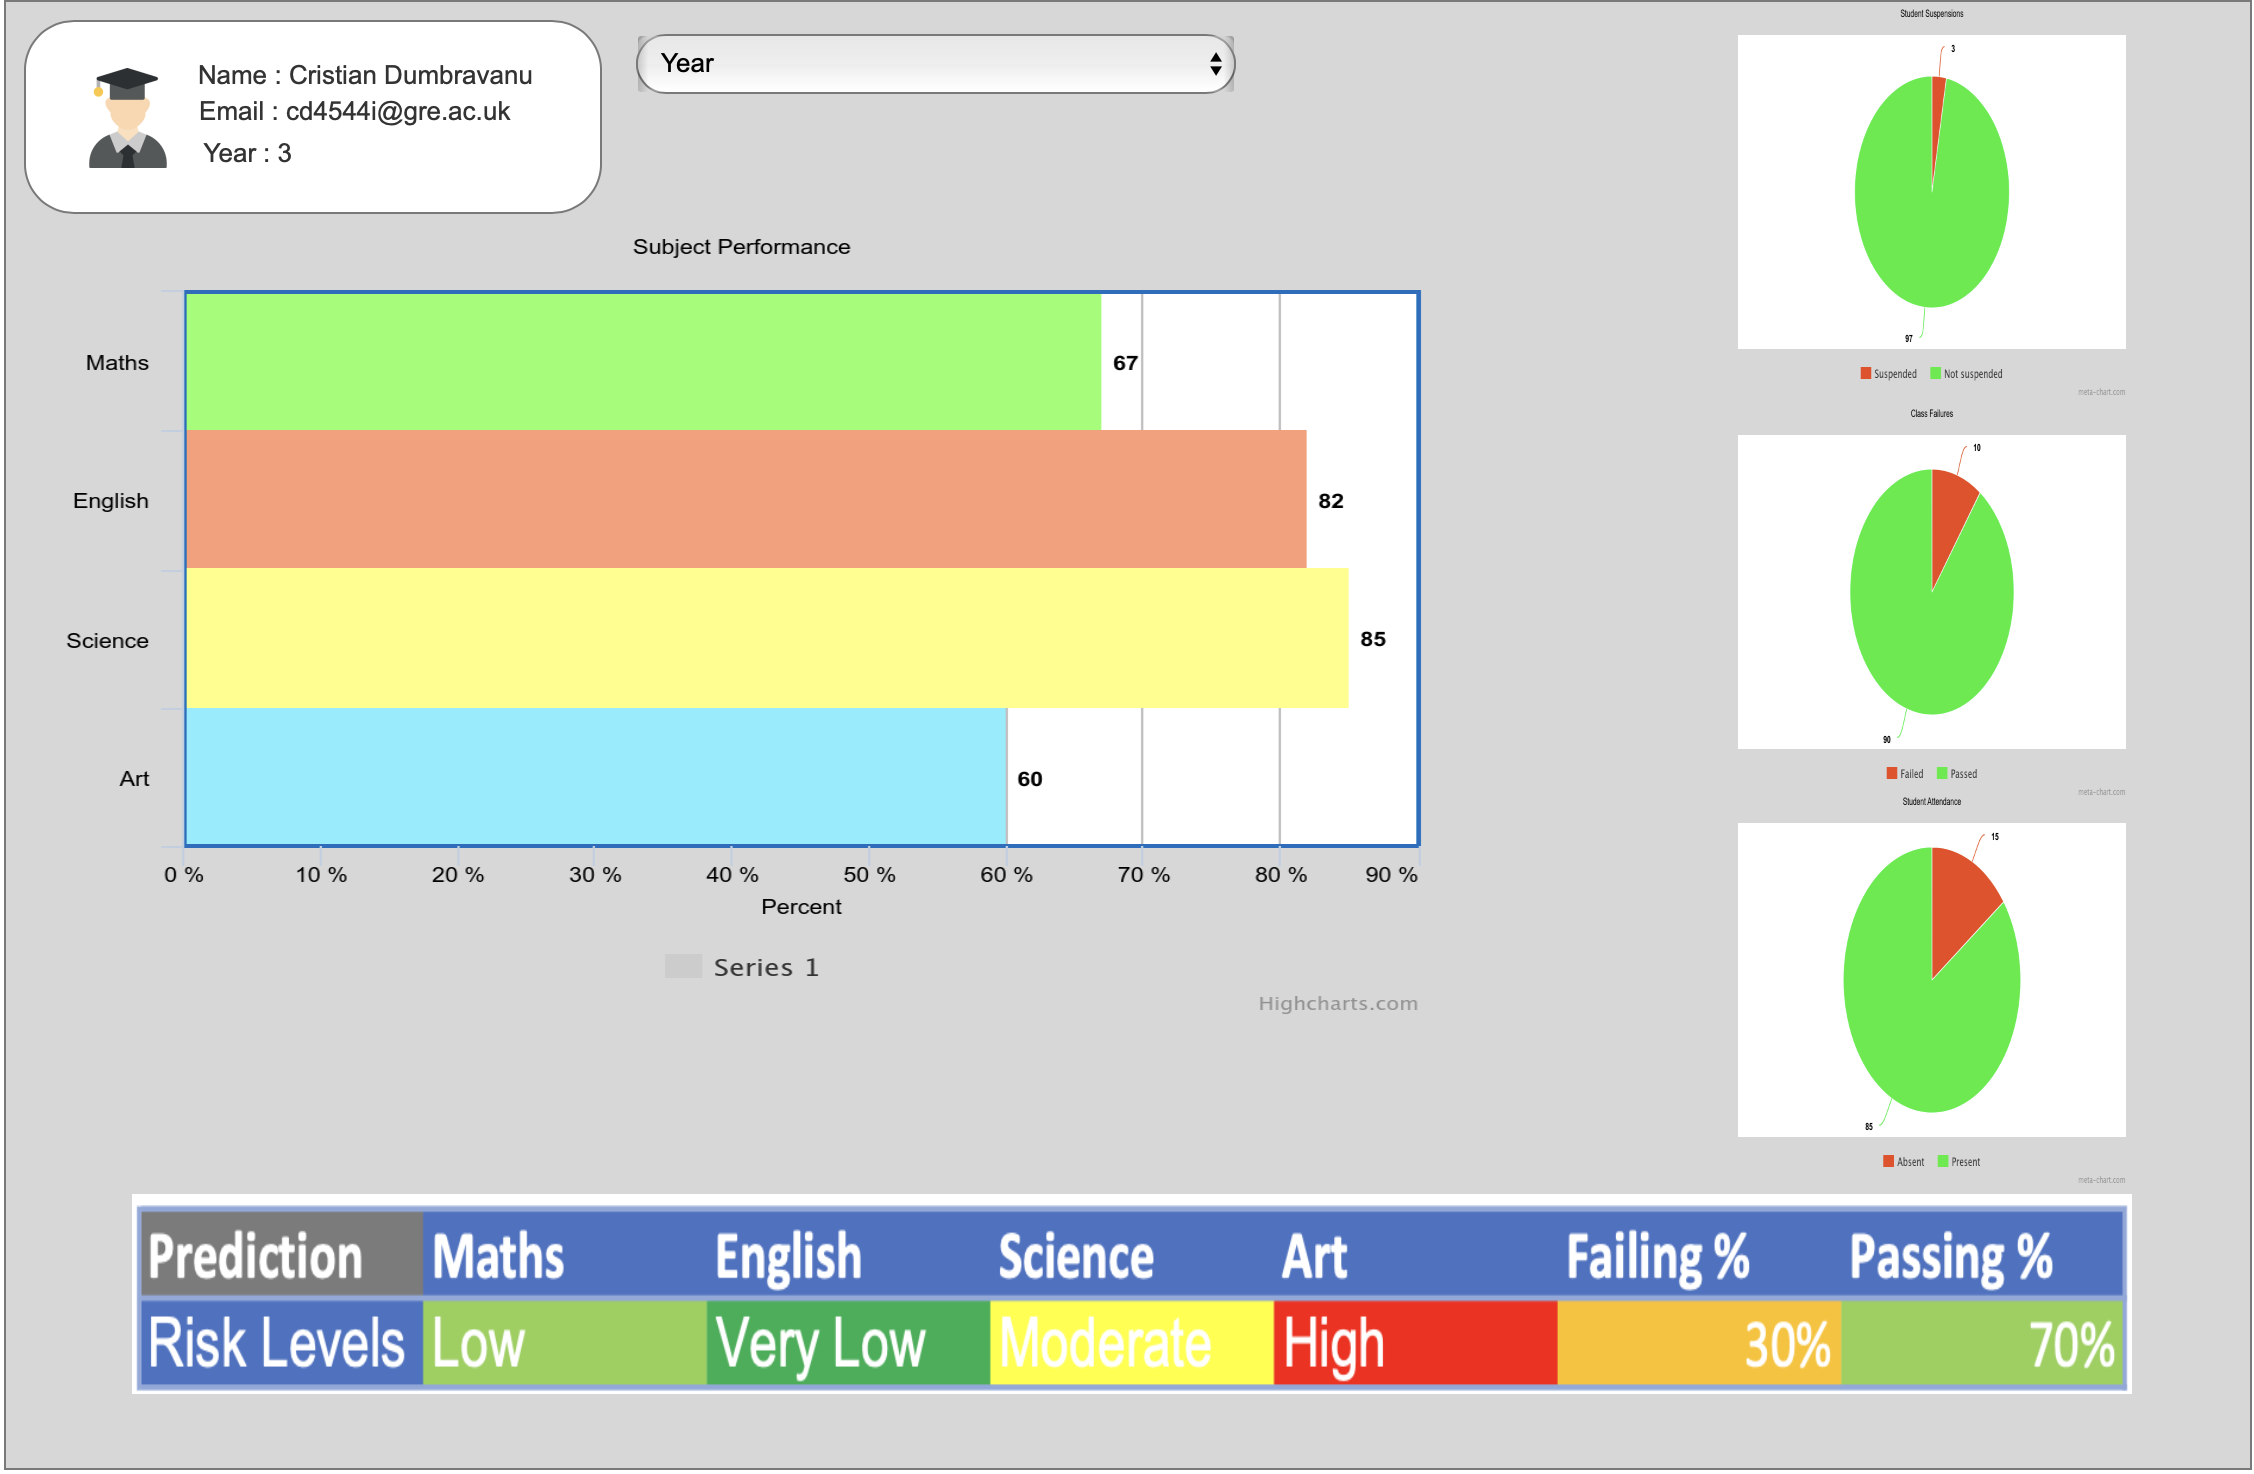 Name : Cristian Dumbravanu
Email : cd4544i@gre.ac.uk
Year : 3
Year
Subject Performance
Maths
67
English
82
Science
85
Art
60
0 % 10 % 20 % 30 % 40 % 50 % 60 % 70 % 80 % 90 %
Percent
Series 1
Highcharts.com
Student Suspensions
3
97
Suspended Not suspended
meta-chart.com
Class Failures
10
90
Failed Passed
meta-chart.com
Student Attendance
15
85
Absent Present
meta-chart.com
Prediction Maths English Science Art Failing % Passing %
Risk Levels Low Very Low Moderate High 30% 70%